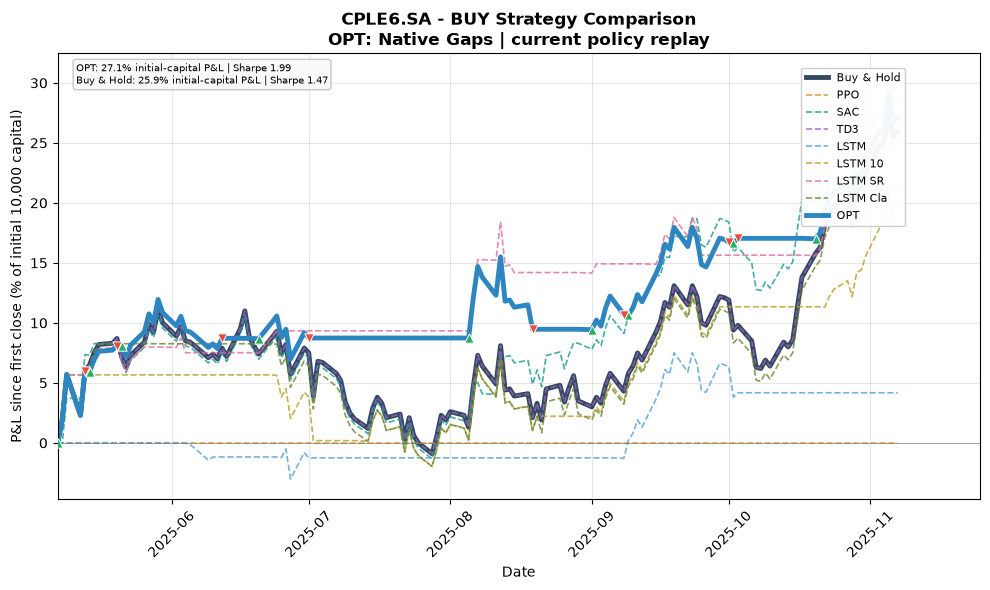 CPLE6.SA - BUY Strategy Comparison
OPT: Native Gaps | current policy replay
OPT: 27.1% initial-capital P&L | Sharpe 1.99
Buy & Hold: 25.9% initial-capital P&L | Sharpe 1.47
Buy & Hold
PPO
SAC
TD3
LSTM
LSTM 10
LSTM SR
LSTM Cla
OPT
P&L since first close (% of initial 10,000 capital)
30
25
20
15
10
5
0
2025-06
2025-07
2025-08
2025-09
2025-10
2025-11
Date